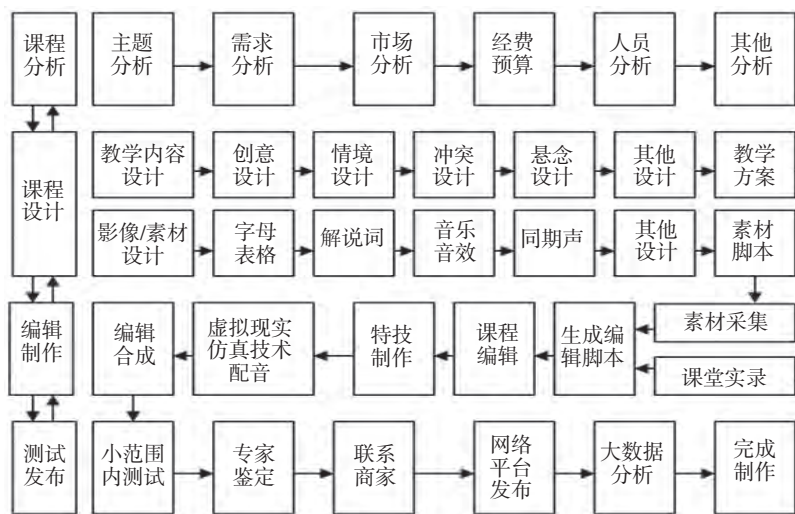 课程
分析
主题
分析
需求
分析
市场
分析
经费
预算
人员
分析
其他
分析
课程
设计
教学内容
设计
创意
设计
情境
设计
冲突
设计
悬念
设计
其他
设计
教学
方案
影像/素材
设计
字母
表格
解说词
音乐
音效
同期声
其他
设计
素材
脚本
编辑
制作
编辑
合成
虚拟现实
仿真技术
配音
特技
制作
课程
编辑
生成编
辑脚本
素材采集
课堂实录
测试
发布
小范围
内测试
专家
鉴定
联系
商家
网络
平台
发布
大数据
分析
完成
制作